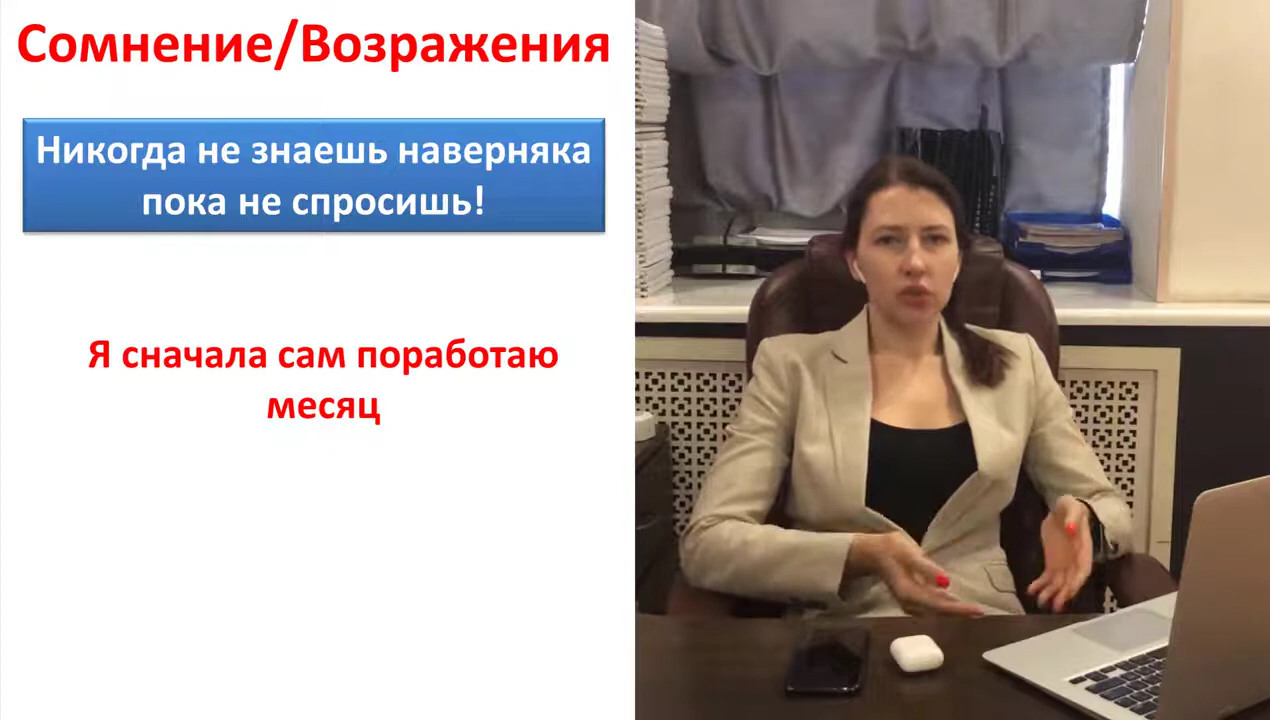 Сомнение/Возражения
Никогда не знаешь наверняка
пока не спросишь!
Я сначала сам поработаю
месяц